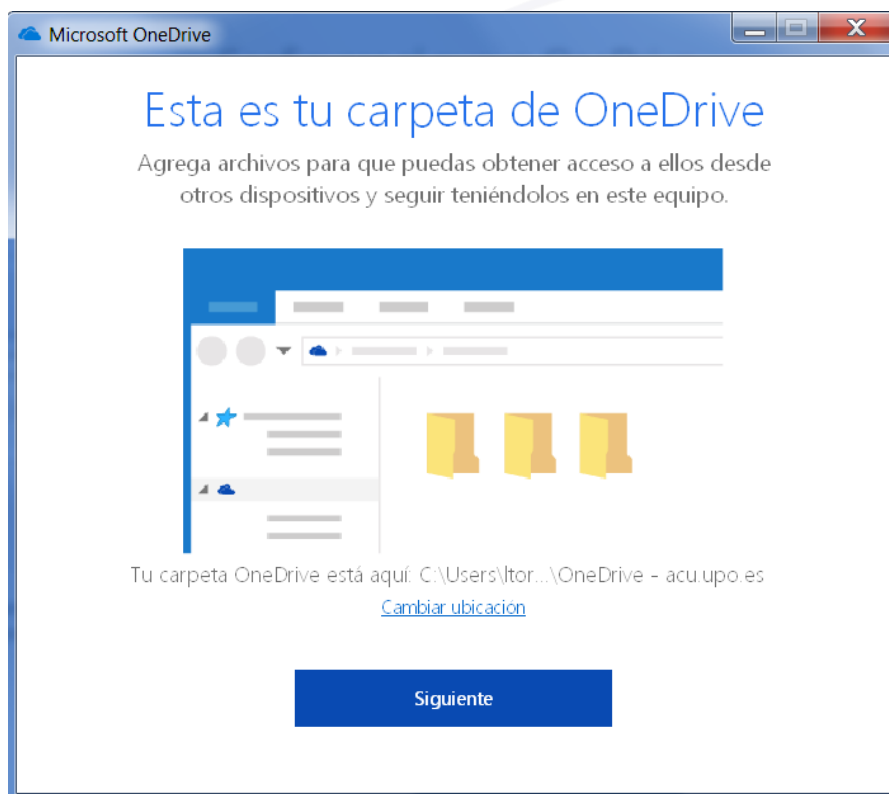 Microsoft OneDrive
Esta es tu carpeta de OneDrive
Agrega archivos para que puedas obtener acceso a ellos desde
otros dispositivos y seguir teniéndolos en este equipo.
Tu carpeta OneDrive está aquí: C:\Users\ltor...\OneDrive - acu.upo.es
Cambiar ubicación
Siguiente